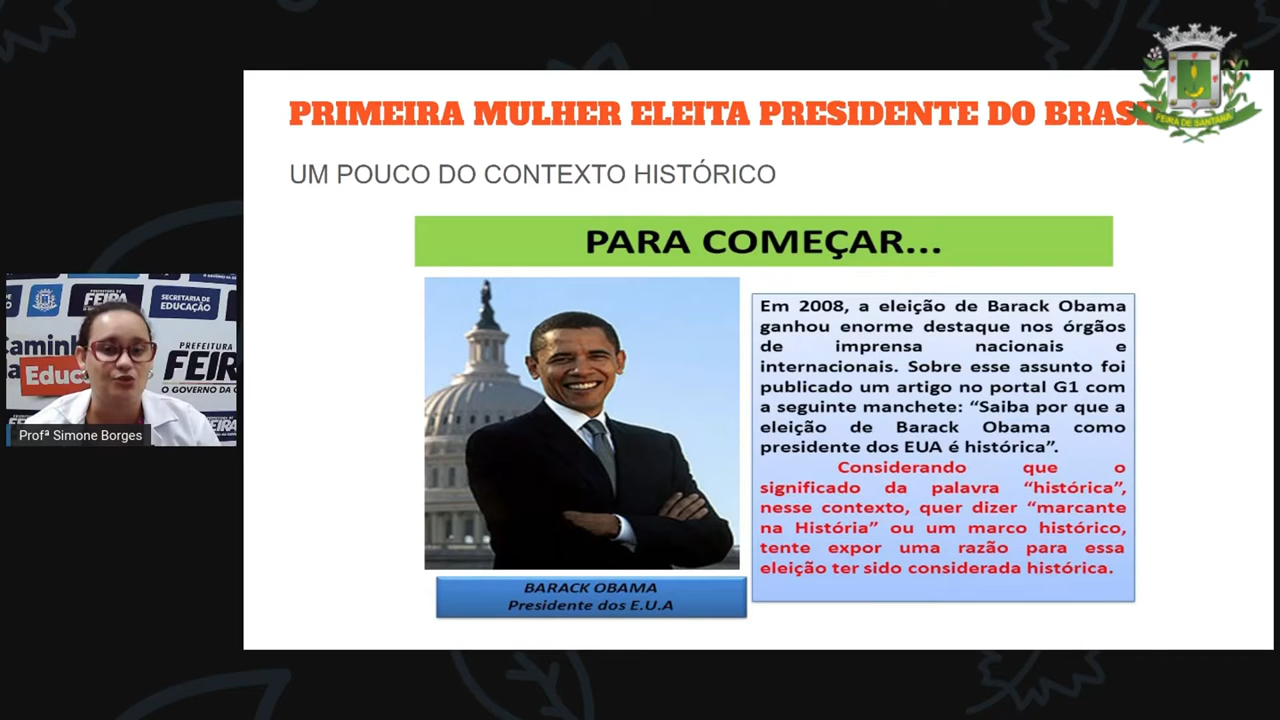 PRIMEIRA MULHER ELEITA PRESIDENTE DO BRAS
FEIRA DE SANTANA
UM POUCO DO CONTEXTO HISTÓRICO
PARA COMEÇAR...
Em 2008, a eleição de Barack Obama
ganhou enorme destaque nos órgãos
de imprensa nacionais e
internacionais. Sobre esse assunto foi
publicado um artigo no portal G1 com
a seguinte manchete: “Saiba por que a
eleição de Barack Obama como
presidente dos EUA é histórica”.
Considerando que o
significado da palavra “histórica”,
nesse contexto, quer dizer “marcante
na História” ou um marco histórico,
tente expor uma razão para essa
eleição ter sido considerada histórica.
BARACK OBAMA
Presidente dos E.U.A
FEIRA
SECRETARIA DE
EDUCAÇÃO
Caminh
PREFEITURA
Educ
FEIR
O GOVERNO DA
Profª Simone Borges